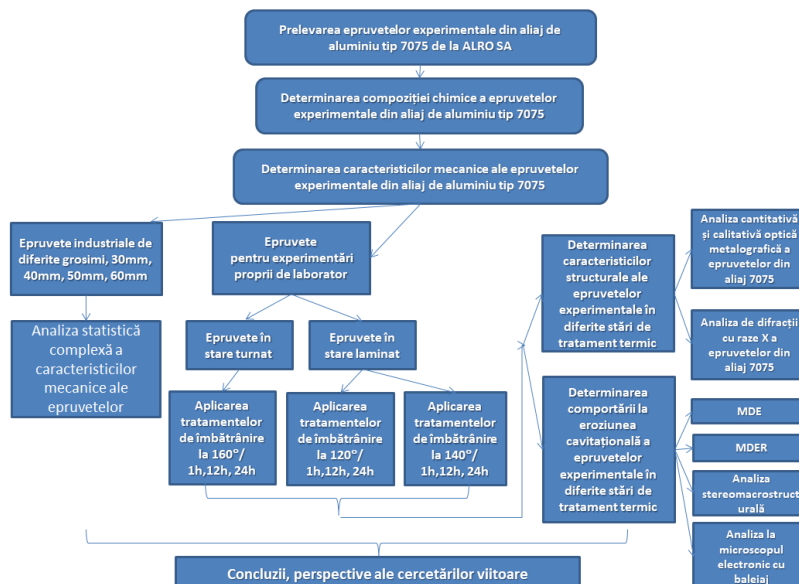 Prelevarea epruvetelor experimentale din aliaj de
aluminiu tip 7075 de la ALRO SA
Determinarea compoziției chimice a epruvetelor
experimentale din aliaj de aluminiu tip 7075
Determinarea caracteristicilor mecanice ale epruvetelor
experimentale din aliaj de aluminiu tip 7075
Epruvete industriale de
diferite grosimi, 30mm,
40mm, 50mm, 60mm
Analiza statistică
complexă a
caracteristicilor
mecanice ale
epruvetelor
Epruvete
pentru experimentări
proprii de laborator
Epruvete în
stare turnat
Epruvete în
stare laminat
Aplicarea
tratamentelor
de îmbătrânire
la 160°/
1h,12h, 24h
Aplicarea
tratamentelor
de îmbătrânire
la 120°/
1h,12h, 24h
Aplicarea
tratamentelor
de îmbătrânire
la 140°/
1h,12h, 24h
Determinarea
caracteristicilor
structurale ale
epruvetelor
experimentale în
diferite stări de
tratament termic
Analiza cantitativă
și calitativă optică
metalografică a
epruvetelor din
aliaj 7075
Analiza de difracții
cu raze X a
epruvetelor din
aliaj 7075
Determinarea
comportării la
eroziunea
cavitațională a
epruvetelor
experimentale în
diferite stări de
tratament termic
MDE
MDER
Analiza
stereomacrostruct
urală
Analiza la
microscopul
electronic cu
baleiaj
Concluzii, perspective ale cercetărilor viitoare